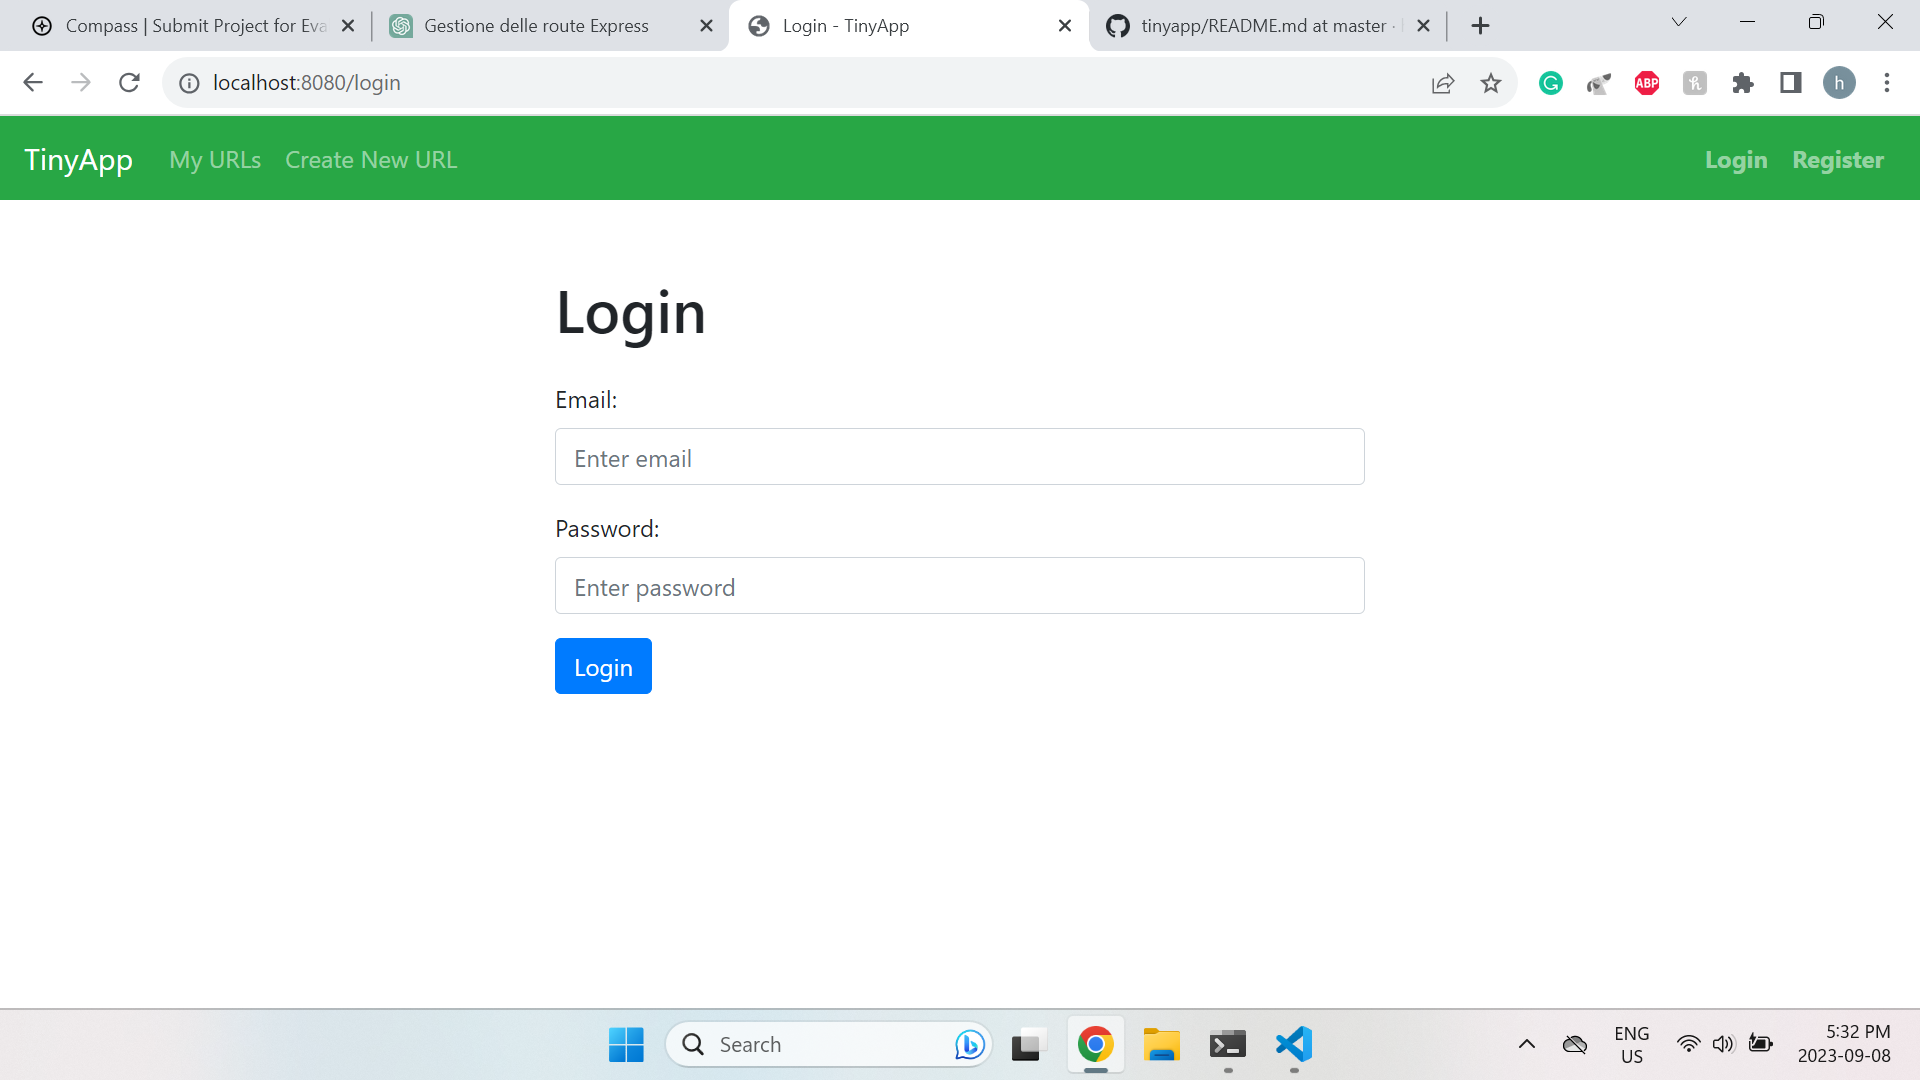 Compass | Submit Project for Eva
Gestione delle route Express
Login - TinyApp
tinyapp/README.md at master ·
localhost:8080/login
ABP
h
TinyApp
My URLs
Create New URL
Login
Register
Login
Email:
Enter email
Password:
Enter password
Login
Search
ENG
US
5:32 PM
2023-09-08